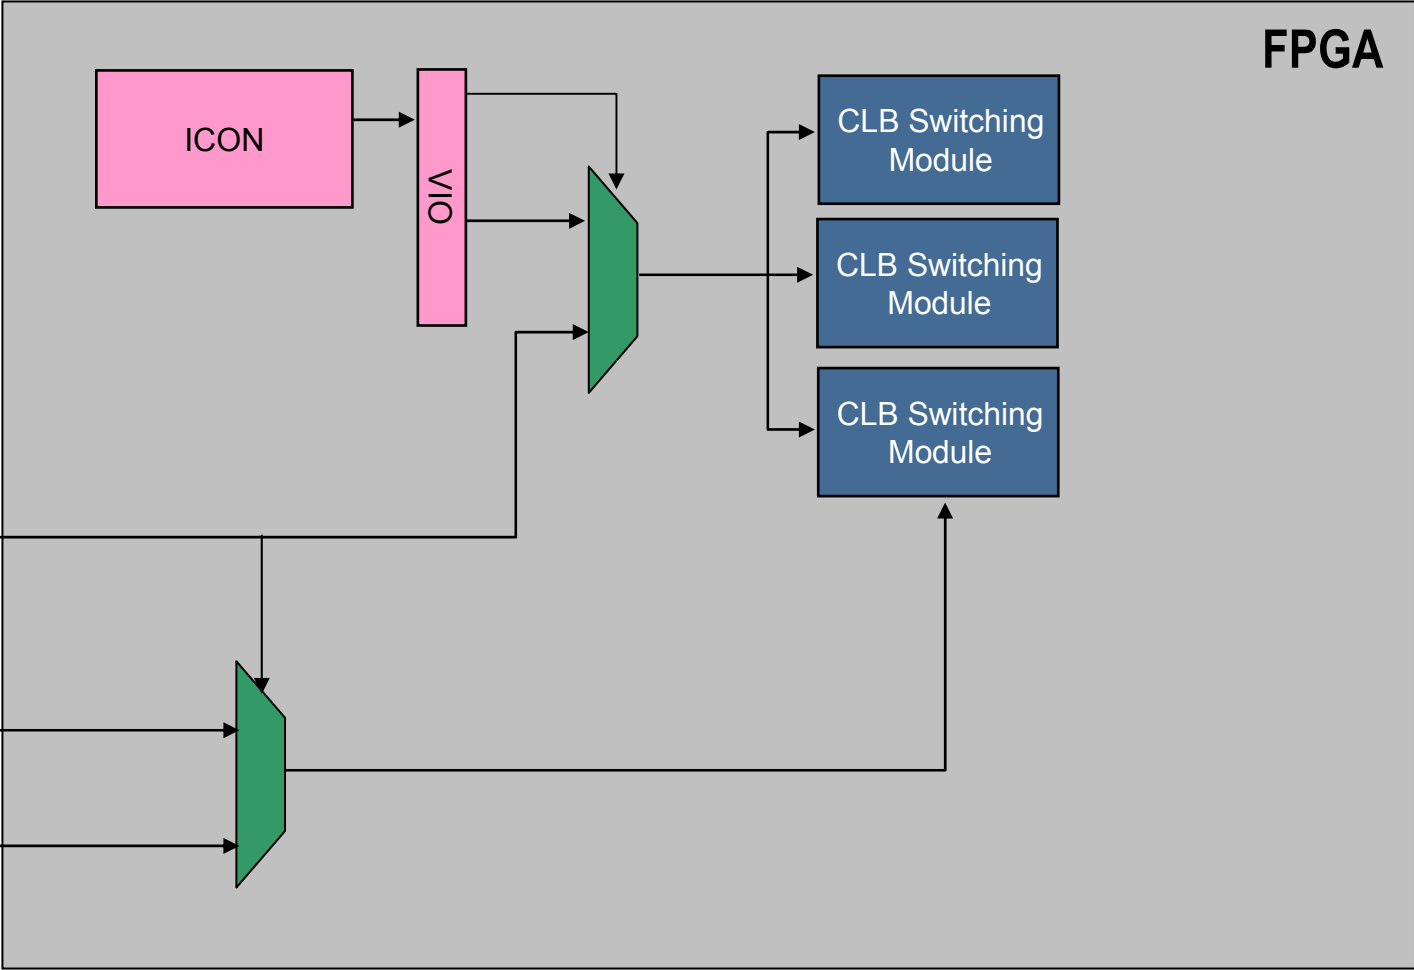 FPGA
ICON
VIO
CLB Switching
Module
CLB Switching
Module
CLB Switching
Module